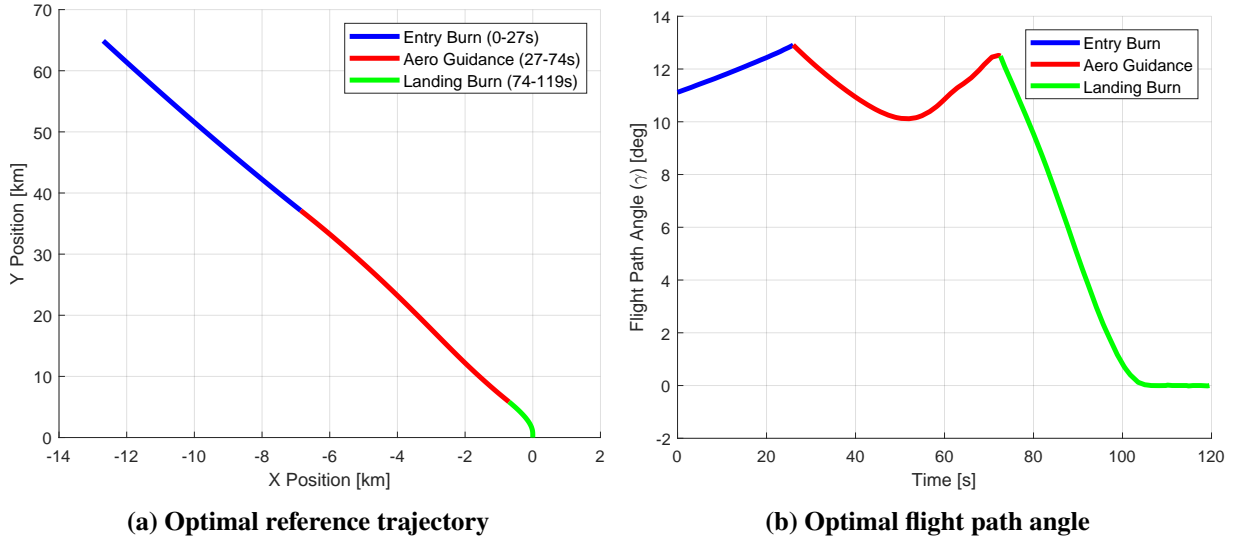 70
60
50
40
30
20
10
0
Y Position [km]
-14 -12 -10 -8 -6 -4 -2 0 2
X Position [km]
Entry Burn (0-27s)
Aero Guidance (27-74s)
Landing Burn (74-119s)
(a) Optimal reference trajectory
14
12
10
8
6
4
2
0
-2
Flight Path Angle (γ) [deg]
0 20 40 60 80 100 120
Time [s]
Entry Burn
Aero Guidance
Landing Burn
(b) Optimal flight path angle